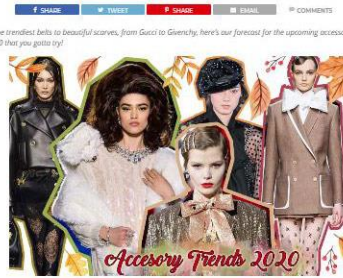 SHARE TWEET SHARE EMAIL COMMENTS
e trendiest belts to beautiful scarves, from Gucci to Givenchy, here's our forecast for the upcoming accesso
that you gotta try!
Accesory Trends 2020